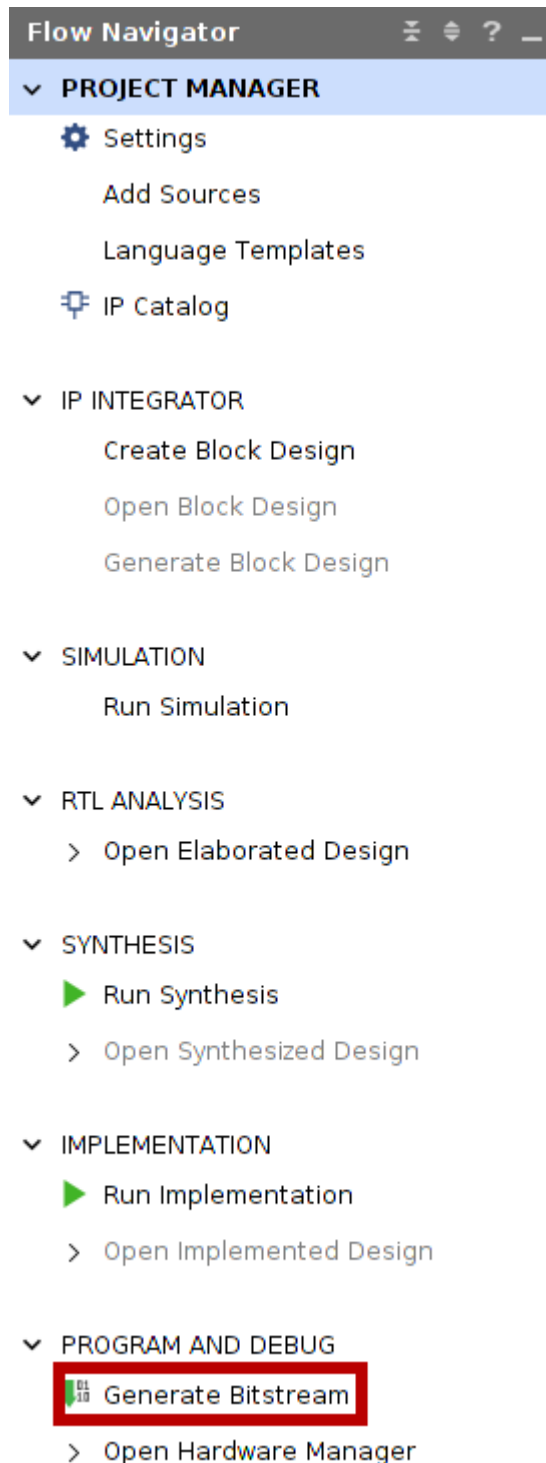 Flow Navigator ?
PROJECT MANAGER
Settings
Add Sources
Language Templates
IP Catalog
IP INTEGRATOR
Create Block Design
Open Block Design
Generate Block Design
SIMULATION
Run Simulation
RTL ANALYSIS
Open Elaborated Design
SYNTHESIS
Run Synthesis
Open Synthesized Design
IMPLEMENTATION
Run Implementation
Open Implemented Design
PROGRAM AND DEBUG
Generate Bitstream
Open Hardware Manager